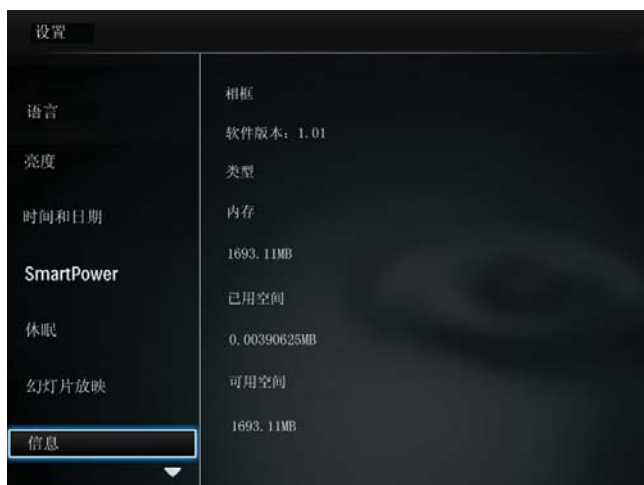 设置
语言
亮度
时间和日期
SmartPower
休眠
幻灯片放映
信息
相框
软件版本：1.01
类型
内存
1693.11MB
已用空间
0.00390625MB
可用空间
1693.11MB